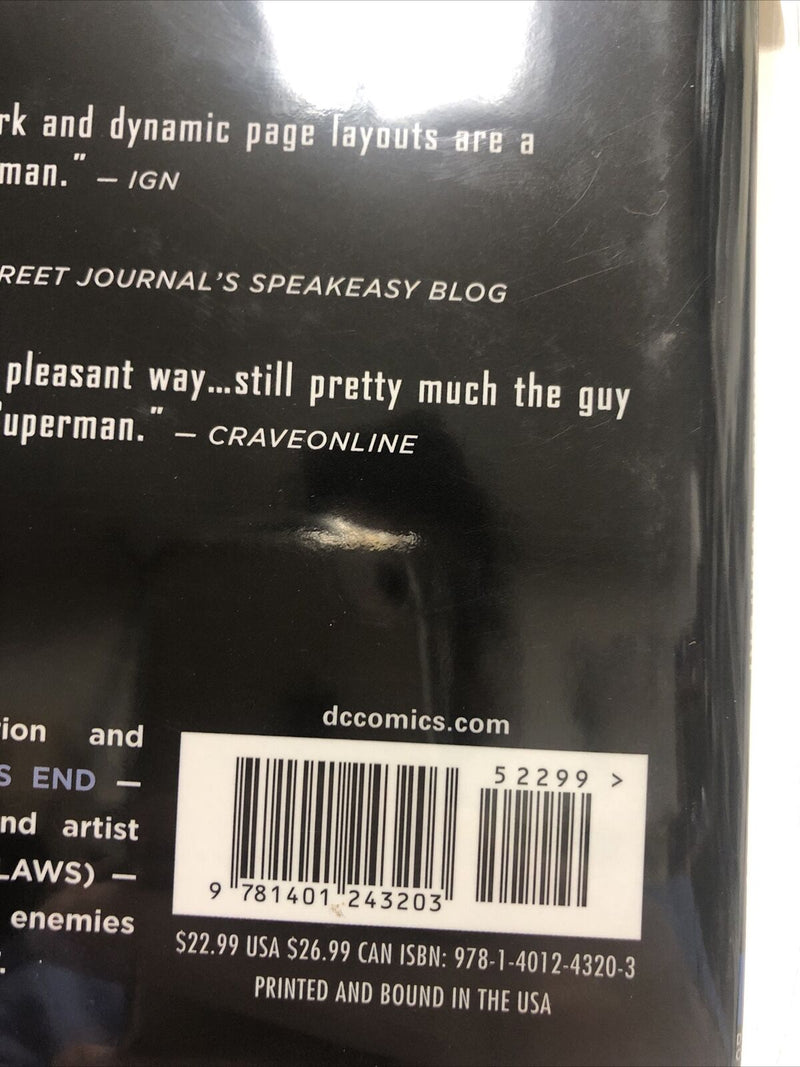 rk and dynamic page layouts are a
man." — IGN
REET JOURNAL'S SPEAKEASY BLOG
pleasant way...still pretty much the guy
uperman." — CRAVEONLINE
dccomics.com
ion and
S END —
nd artist
LAWS) —
enemies
52299 >
9 781401 243203
$22.99 USA $26.99 CAN ISBN: 978-1-4012-4320-3
PRINTED AND BOUND IN THE USA